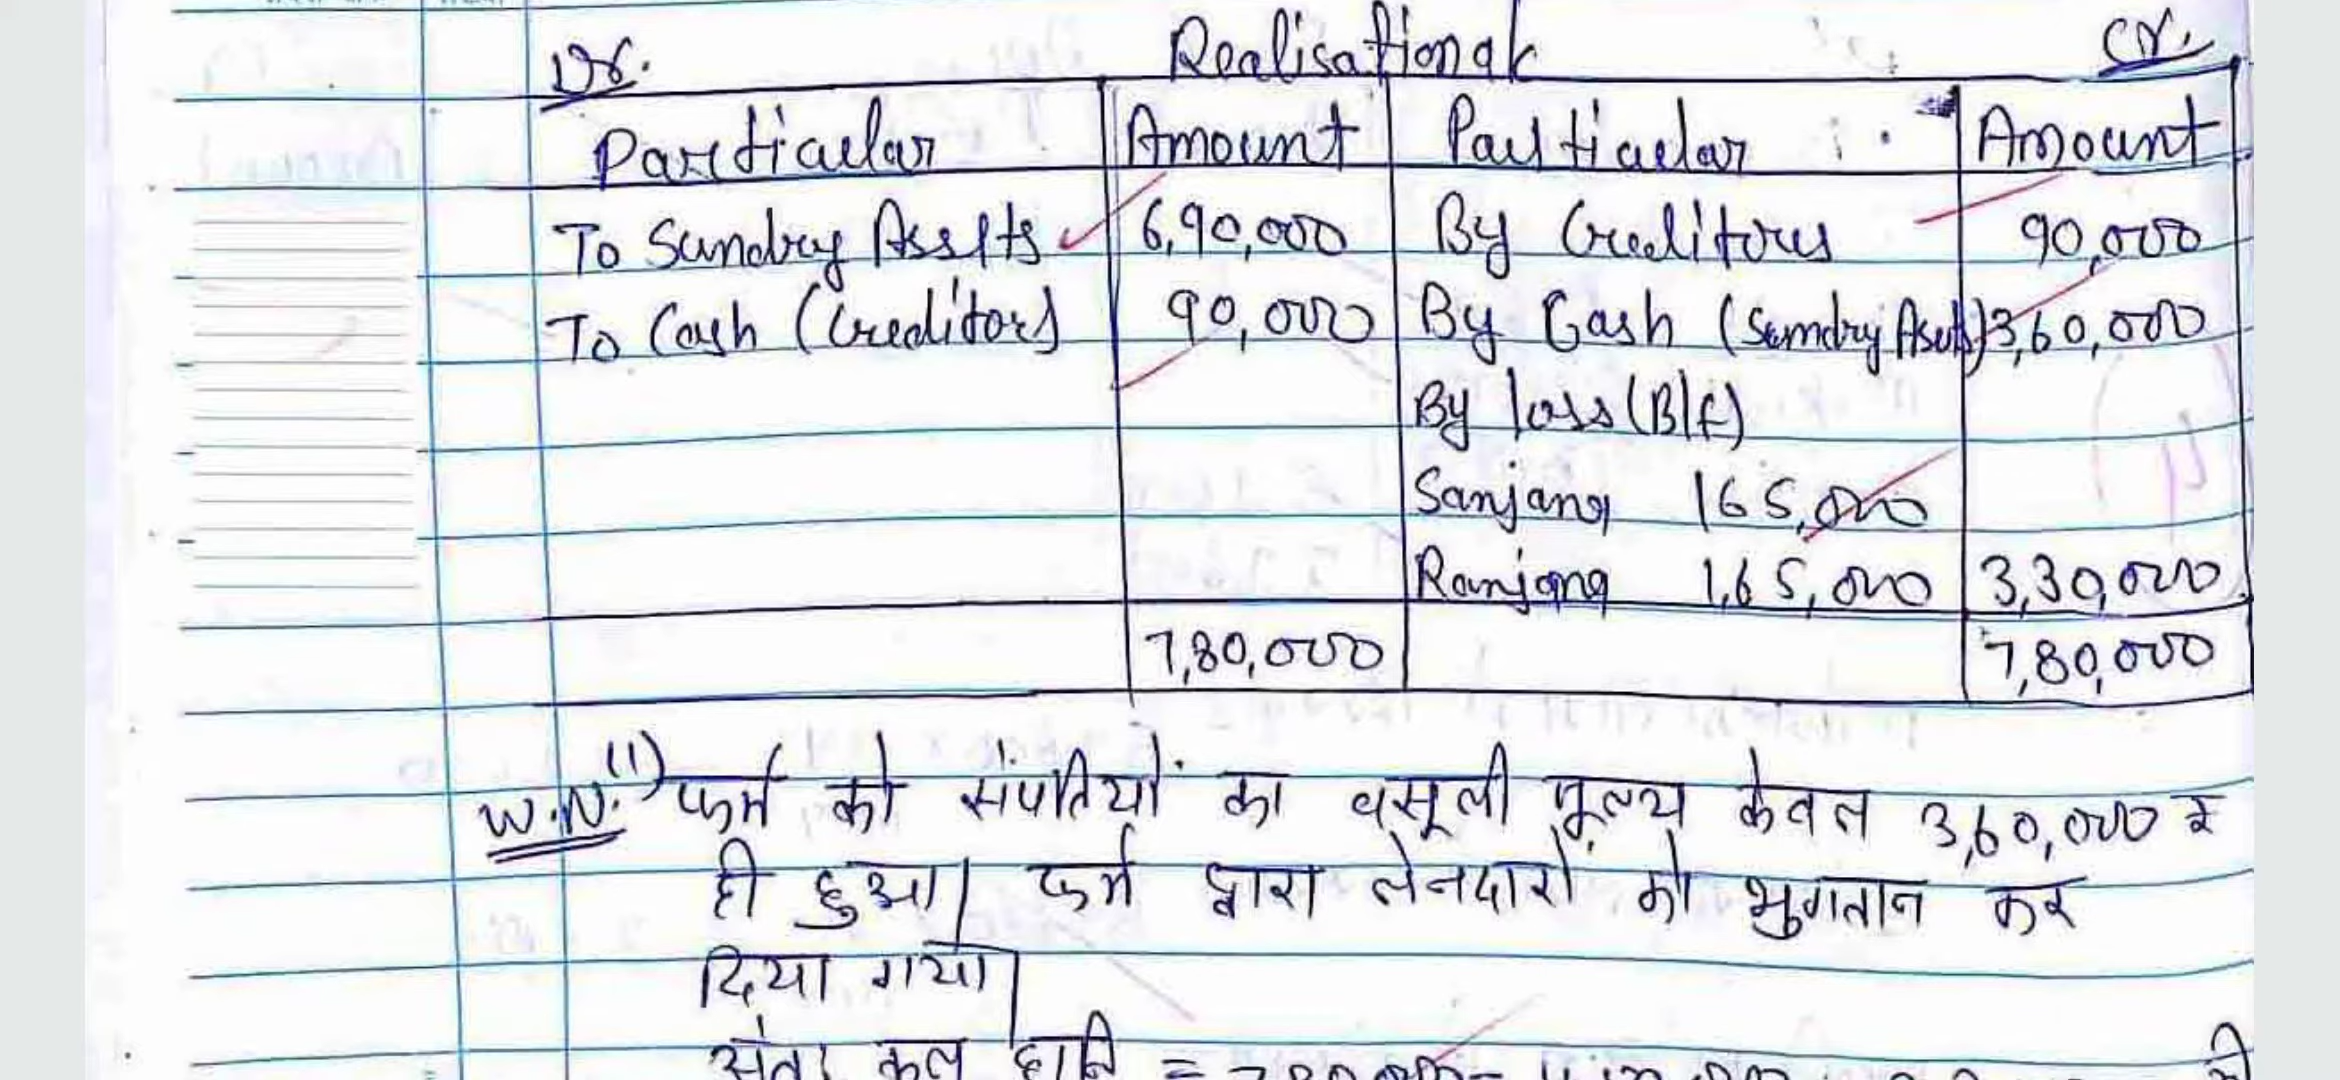 Dr. Realisation a/c Cr.
Particular Amount Particular Amount
To Sundry Assets 6,90,000 By Creditors 90,000
To Cash (Creditors) 90,000 By Cash (Sundry Assets) 3,60,000
By loss (B/f)
Sanjana 165,000
Ranjana 1,65,000 3,30,000
7,80,000 7,80,000
W.N. (1) फर्म को संपतियों का वसूली मूल्य केवल 3,60,000 ₹
ही हुआ। फर्म द्वारा लेनदारों को भुगतान कर
दिया गया।
कुल हानि =